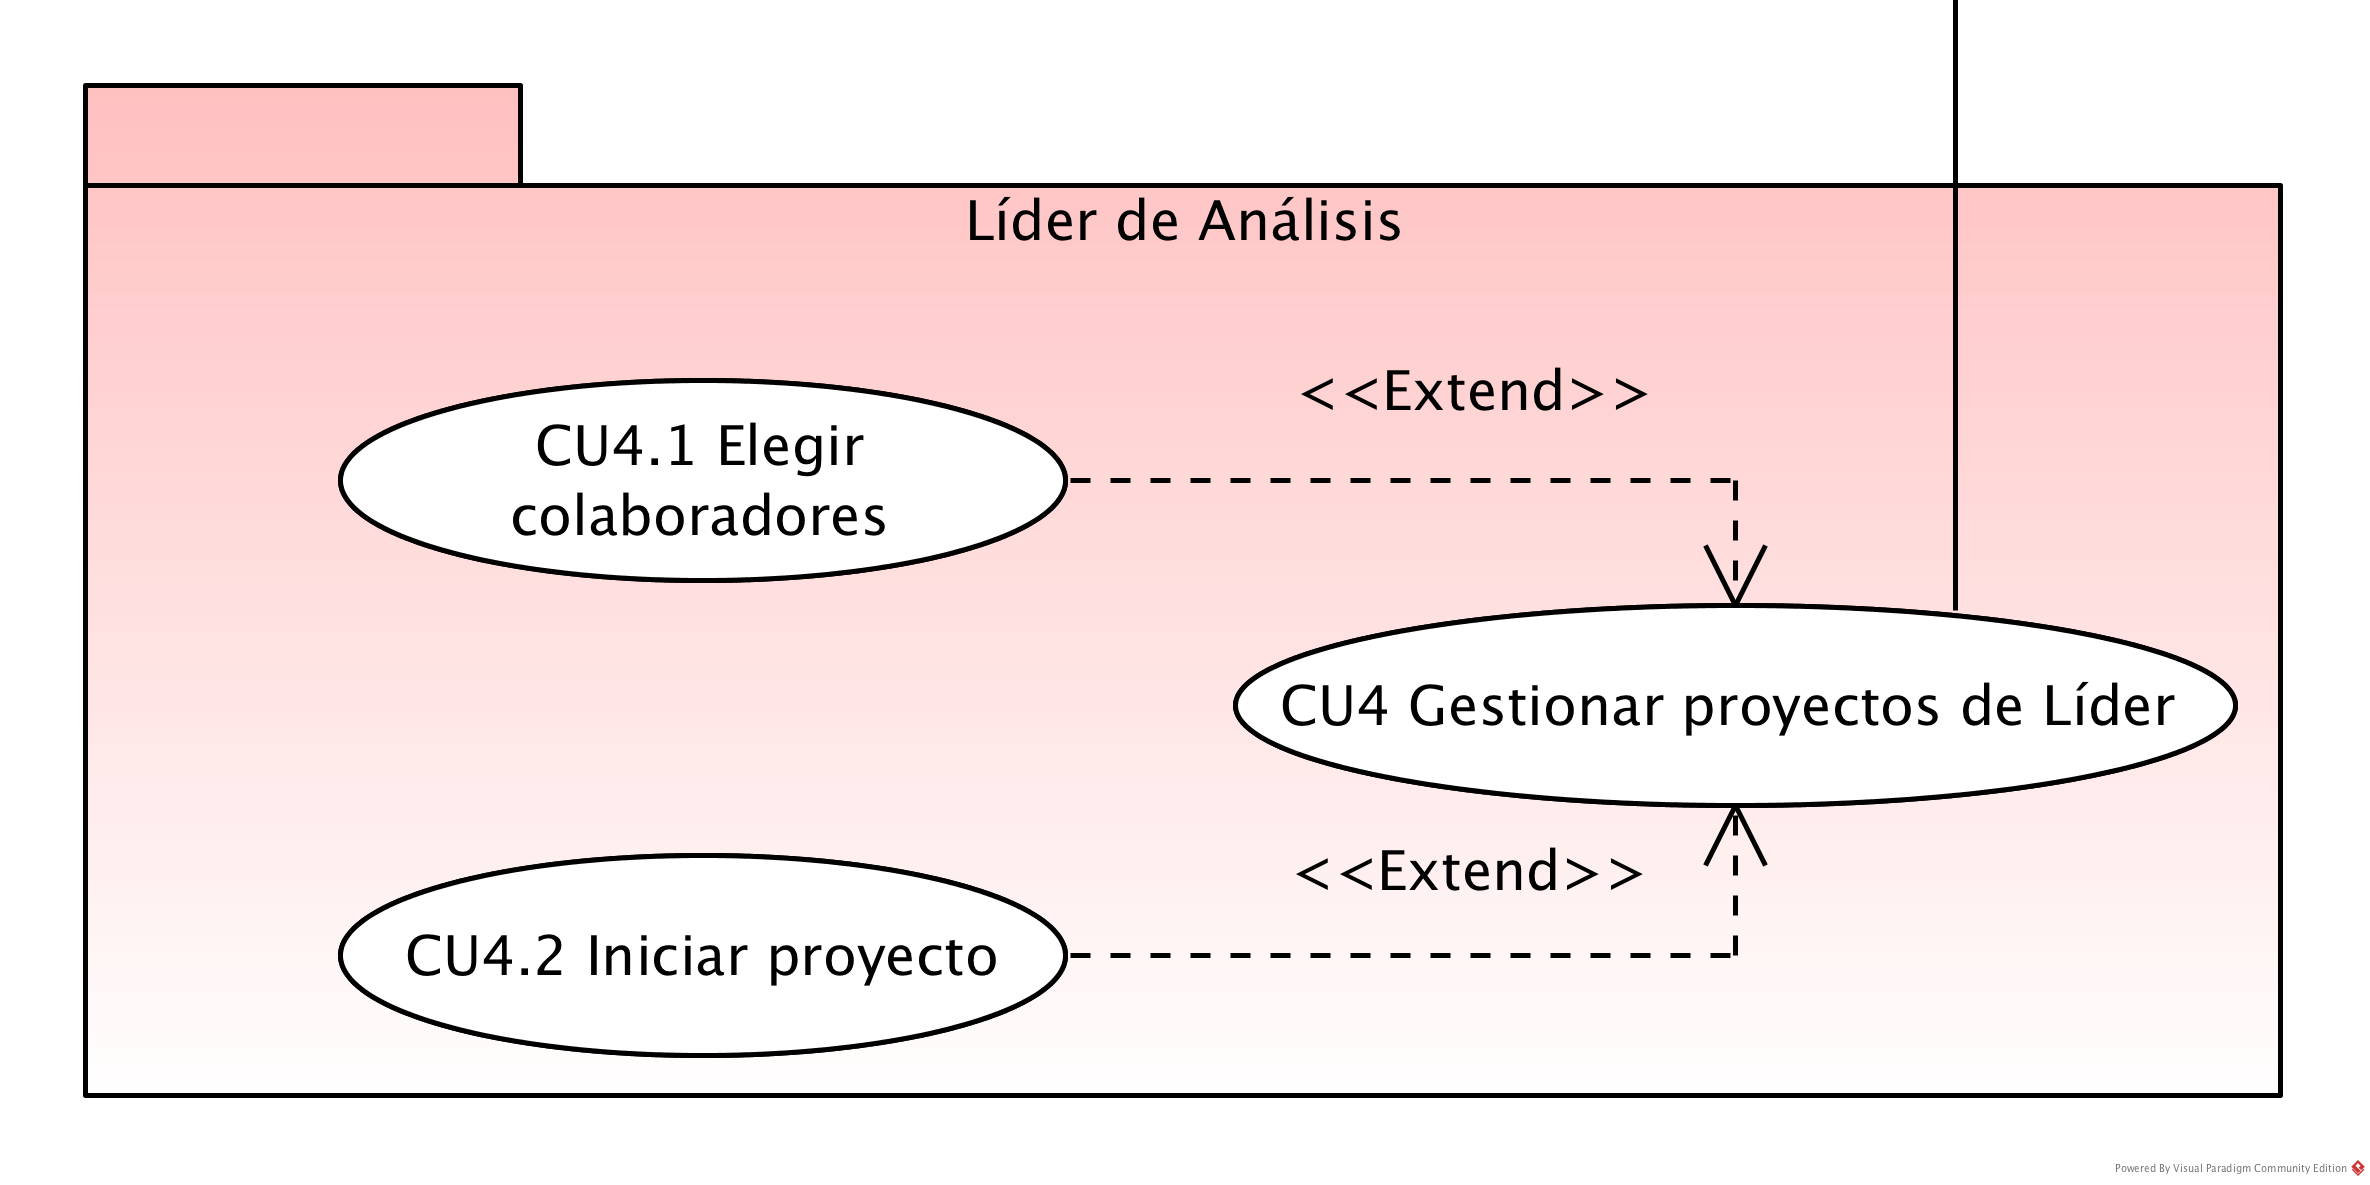 Líder de Análisis
<<Extend>>
CU4.1 Elegir
colaboradores
CU4 Gestionar proyectos de Líder
<<Extend>>
CU4.2 Iniciar proyecto
Powered By Visual Paradigm Community Edition